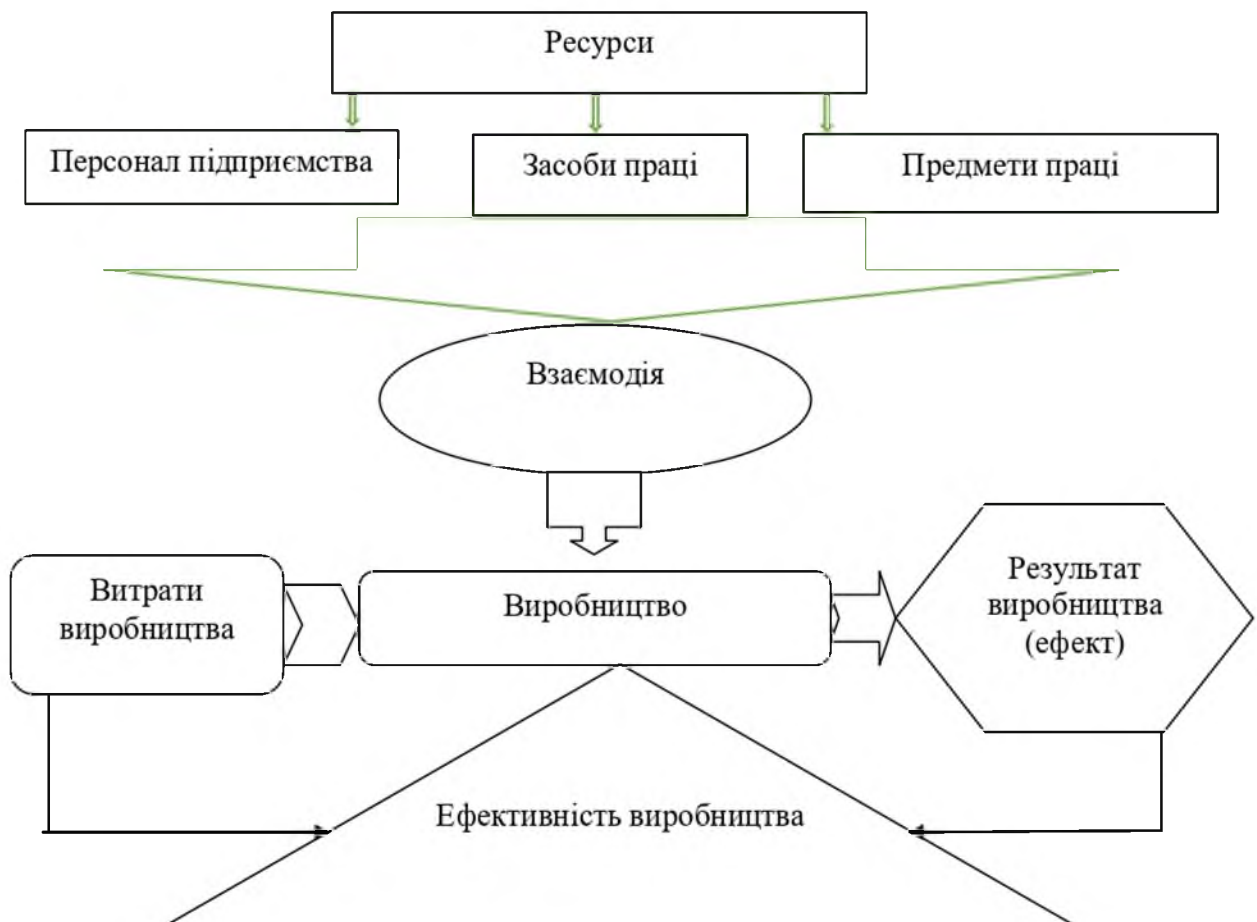 Ресурси
Персонал підприємства
Засоби праці
Предмети праці
Взаємодія
Витрати
виробництва
Виробництво
Результат
виробництва
(ефект)
Ефективність виробництва